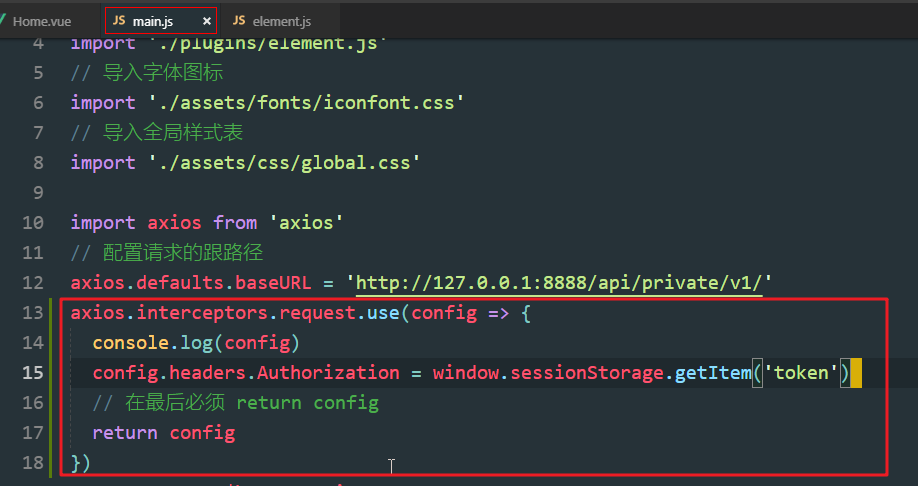 Home.vue JS main.js × JS element.js
4 import './plugins/element.js'
5 // 导入字体图标
6 import './assets/fonts/iconfont.css'
7 // 导入全局样式表
8 import './assets/css/global.css'
9
10 import axios from 'axios'
11 // 配置请求的跟路径
12 axios.defaults.baseURL = 'http://127.0.0.1:8888/api/private/v1/'
13 axios.interceptors.request.use(config => {
14 console.log(config)
15 config.headers.Authorization = window.sessionStorage.getItem('token')
16 // 在最后必须 return config
17 return config
18 })